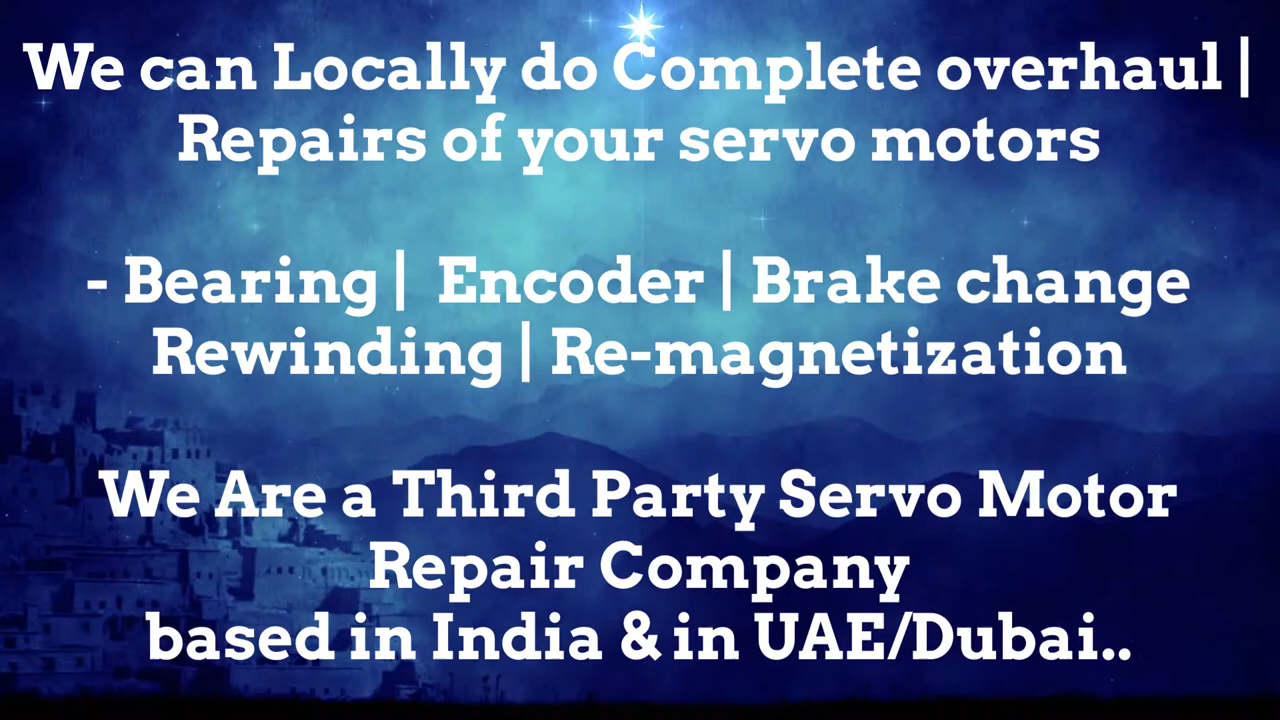 We can Locally do Complete overhaul |
Repairs of your servo motors
- Bearing | Encoder | Brake change
Rewinding | Re-magnetization
We Are a Third Party Servo Motor
Repair Company
based in India & in UAE/Dubai..